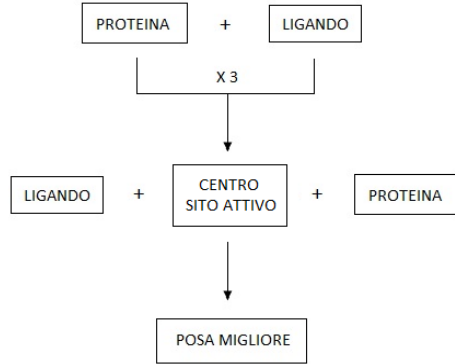 PROTEINA + LIGANDO
X 3
LIGANDO + CENTRO SITO ATTIVO + PROTEINA
POSA MIGLIORE